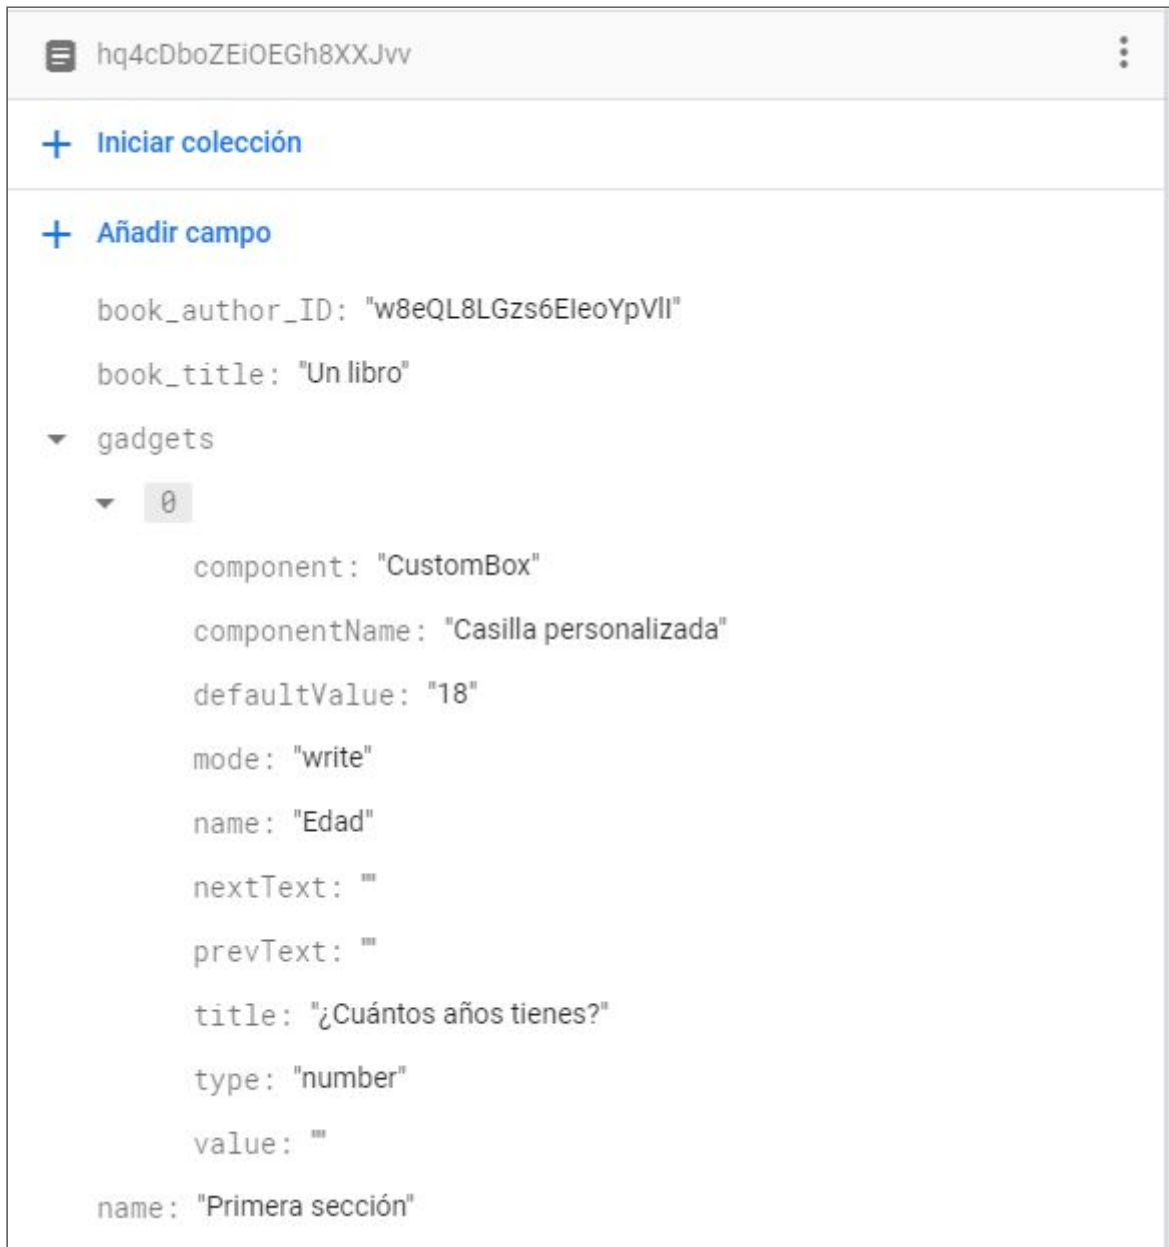 hq4cDboZEiOEGh8XXJvv
Iniciar colección
Añadir campo
book_author_ID: "w8eQL8LGzs6EIeoYpVlI"
book_title: "Un libro"
gadgets
0
component: "CustomBox"
componentName: "Casilla personalizada"
defaultValue: "18"
mode: "write"
name: "Edad"
nextText: ""
prevText: ""
title: "¿Cuántos años tienes?"
type: "number"
value: ""
name: "Primera sección"